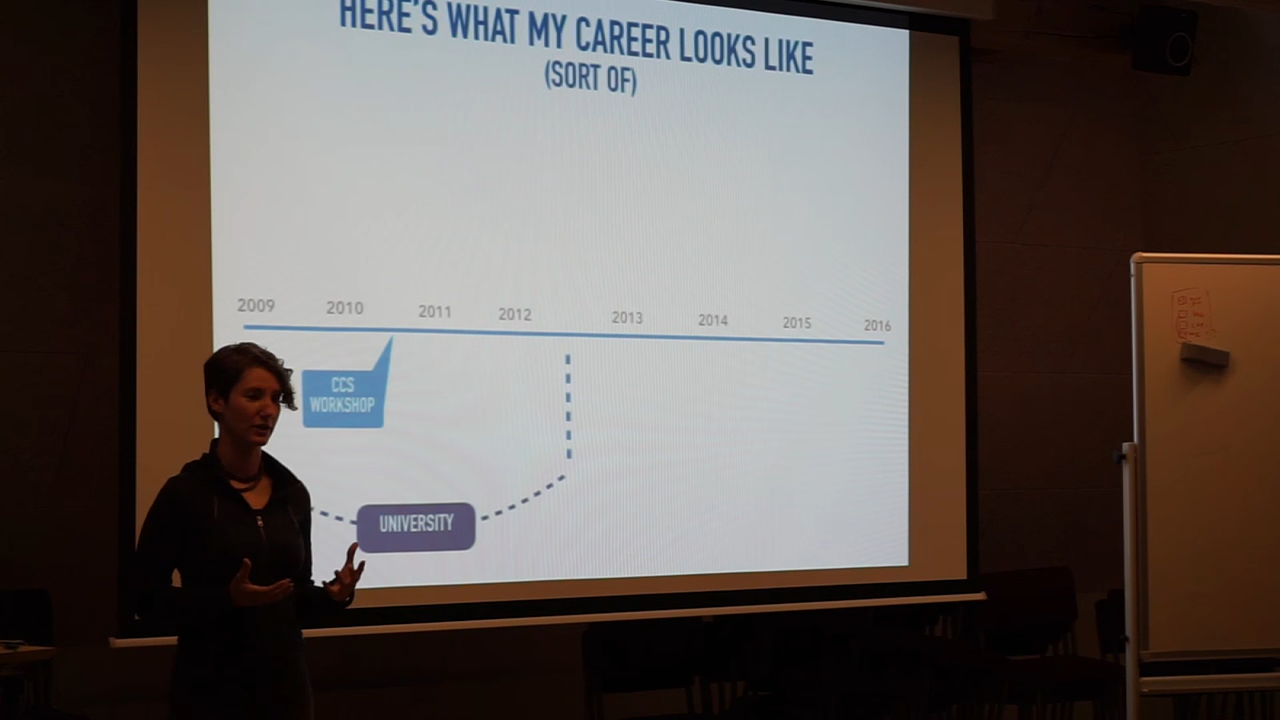 HERE'S WHAT MY CAREER LOOKS LIKE
(SORT OF)
2009 2010 2011 2012 2013 2014 2015 2016
CCS
WORKSHOP
UNIVERSITY